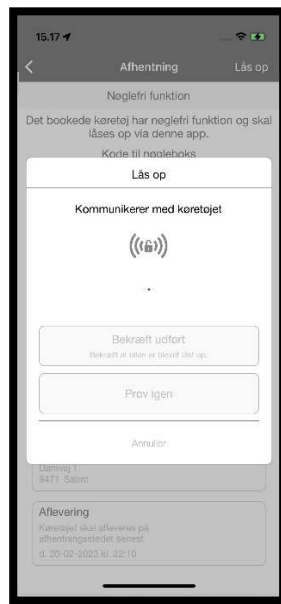 15.17
Afhentning
Lås op
Nøglefri funktion
Det bookede køretøj har nøglefri funktion og skal
låses op via denne app.
Kode til nøgleboks
Lås op
Kommunikerer med køretøjet
Bekræft udført
Bekræft at bilen er blevet låst op.
Prøv igen
Annuller
Damvej 1
8471 Sabro
Aflevering
Køretøjet skal afleveres på
afhentningsstedet senest
d. 20-02-2023 kl. 22:10